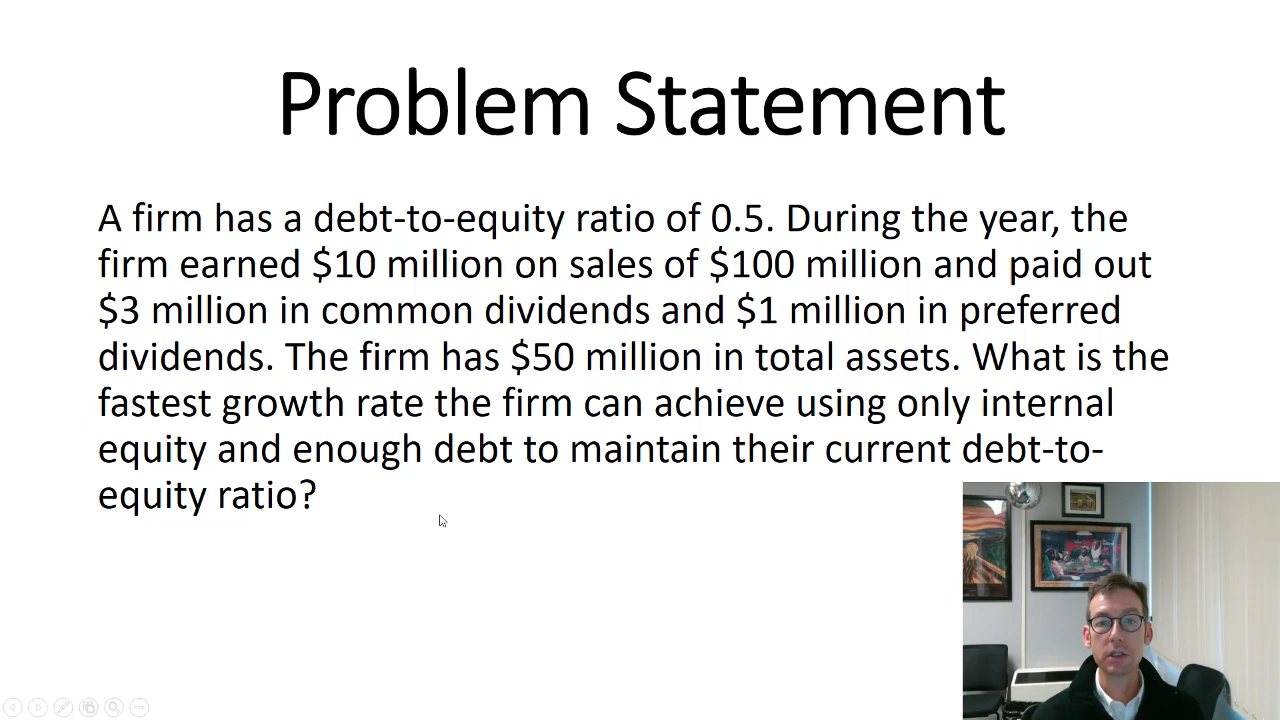 Problem Statement
A firm has a debt-to-equity ratio of 0.5. During the year, the
firm earned $10 million on sales of $100 million and paid out
$3 million in common dividends and $1 million in preferred
dividends. The firm has $50 million in total assets. What is the
fastest growth rate the firm can achieve using only internal
equity and enough debt to maintain their current debt-to-
equity ratio?